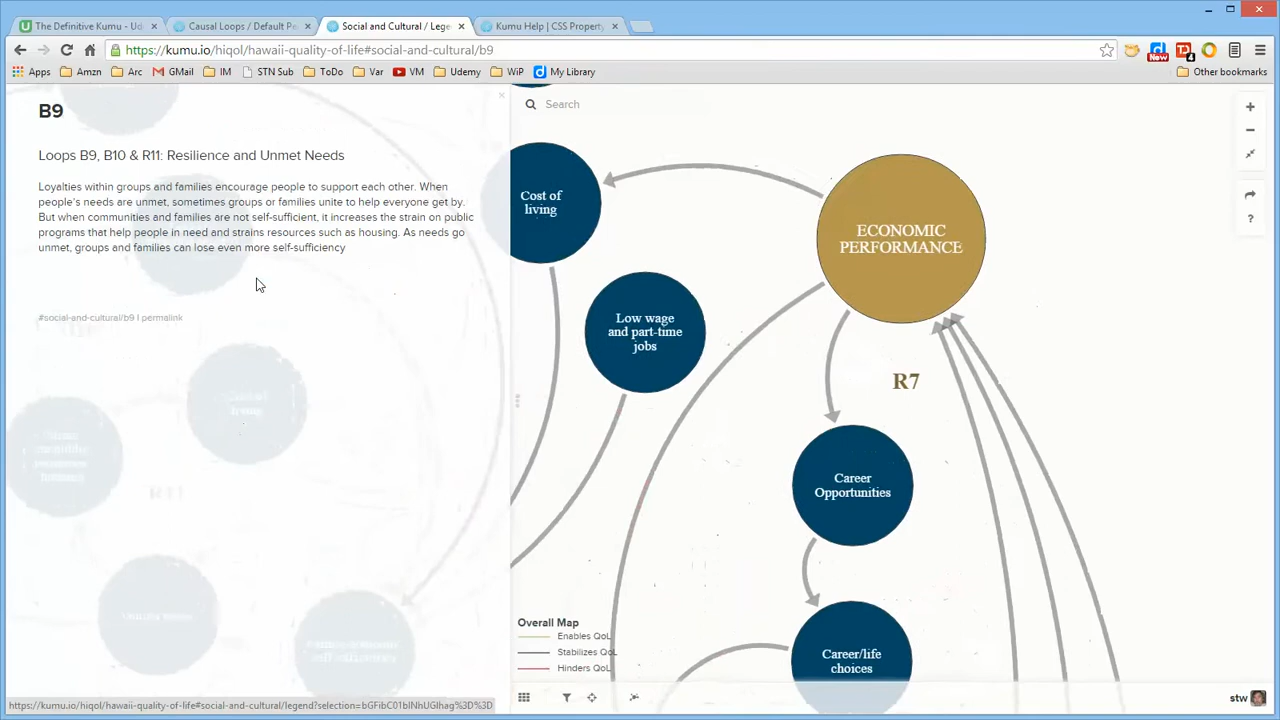 The Definitive Kumu - Ud
Causal Loops / Default Pe
Social and Cultural / Lege
Kumu Help | CSS Property
https://kumu.io/hiqol/hawaii-quality-of-life#social-and-cultural/b9
New
4
Apps
Amzn
Arc
GMail
IM
STN Sub
ToDo
Var
VM
Udemy
WiP
My Library
Other bookmarks
B9
Loops B9, B10 & R11: Resilience and Unmet Needs
Loyalties within groups and families encourage people to support each other. When
people's needs are unmet, sometimes groups or families unite to help everyone get by.
But when communities and families are not self-sufficient, it increases the strain on public
programs that help people in need and strains resources such as housing. As needs go
unmet, groups and families can lose even more self-sufficiency
#social-and-cultural/b9 | permalink
Search
Cost of
living
ECONOMIC
PERFORMANCE
Low wage
and part-time
jobs
R7
Career
Opportunities
Career/life
choices
Overall Map
Enables QoL
Stabilizes QoL
Hinders QoL
?
stw
https://kumu.io/hiqol/hawaii-quality-of-life#social-and-cultural/legend?selection=bGFibC01blNhUGlhag%3D%3D